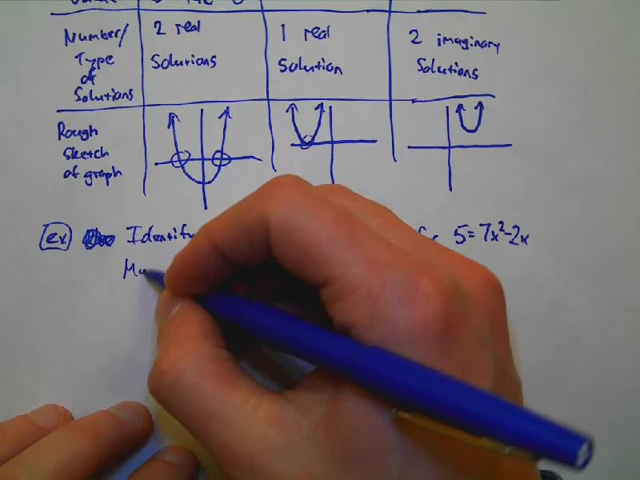 Number/
Type
of
Solutions
2 real
Solutions
1 real
Solution
2 imaginary
Solutions
Rough
sketch
of graph
ex Identify 5=7x²-2x